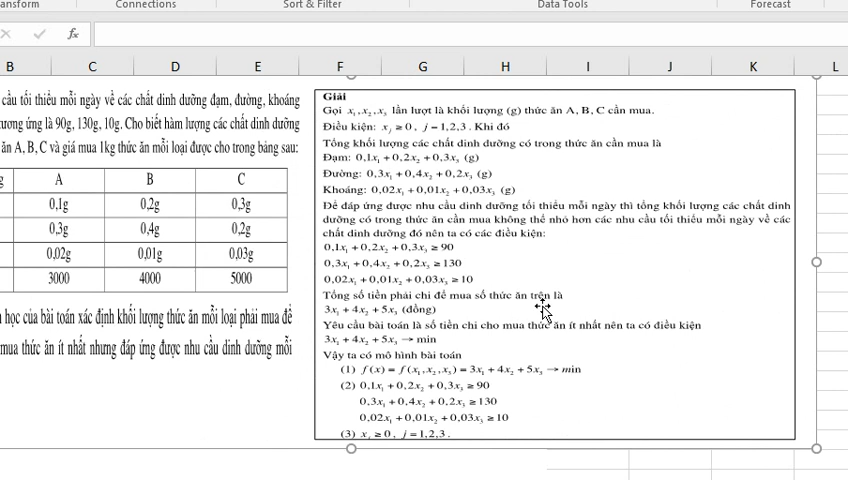 ansform
Connections
Sort & Filter
Data Tools
Forecast
fx
B C D E F G H I J K L
cầu tối thiểu mỗi ngày về các chất dinh dưỡng đạm, đường, khoáng
tương ứng là 90g, 130g, 10g. Cho biết hàm lượng các chất dinh dưỡng
ăn A, B, C và giá mua 1kg thức ăn mỗi loại được cho trong bảng sau:
g A B C
0,1g 0,2g 0,3g
0,3g 0,4g 0,2g
0,02g 0,01g 0,03g
3000 4000 5000
học của bài toán xác định khối lượng thức ăn mỗi loại phải mua để
mua thức ăn ít nhất nhưng đáp ứng được nhu cầu dinh dưỡng mỗi
Giải
Gọi x₁, x₂, x₃ lần lượt là khối lượng (g) thức ăn A, B, C cần mua.
Điều kiện: xⱼ ≥ 0, j = 1,2,3. Khi đó
Tổng khối lượng các chất dinh dưỡng có trong thức ăn cần mua là
Đạm: 0,1x₁ + 0,2x₂ + 0,3x₃ (g)
Đường: 0,3x₁ + 0,4x₂ + 0,2x₃ (g)
Khoáng: 0,02x₁ + 0,01x₂ + 0,03x₃ (g)
Để đáp ứng được nhu cầu dinh dưỡng tối thiểu mỗi ngày thì tổng khối lượng các chất dinh
dưỡng có trong thức ăn cần mua không thể nhỏ hơn các nhu cầu tối thiểu mỗi ngày về các
chất dinh dưỡng đó nên ta có các điều kiện:
0,1x₁ + 0,2x₂ + 0,3x₃ ≥ 90
0,3x₁ + 0,4x₂ + 0,2x₃ ≥ 130
0,02x₁ + 0,01x₂ + 0,03x₃ ≥ 10
Tổng số tiền phải chi để mua số thức ăn trên là
3x₁ + 4x₂ + 5x₃ (đồng)
Yêu cầu bài toán là số tiền chi cho mua thức ăn ít nhất nên ta có điều kiện
3x₁ + 4x₂ + 5x₃ → min
Vậy ta có mô hình bài toán
(1) f(x) = f(x₁, x₂, x₃) = 3x₁ + 4x₂ + 5x₃ → min
(2) 0,1x₁ + 0,2x₂ + 0,3x₃ ≥ 90
0,3x₁ + 0,4x₂ + 0,2x₃ ≥ 130
0,02x₁ + 0,01x₂ + 0,03x₃ ≥ 10
(3) xⱼ ≥ 0, j = 1,2,3.